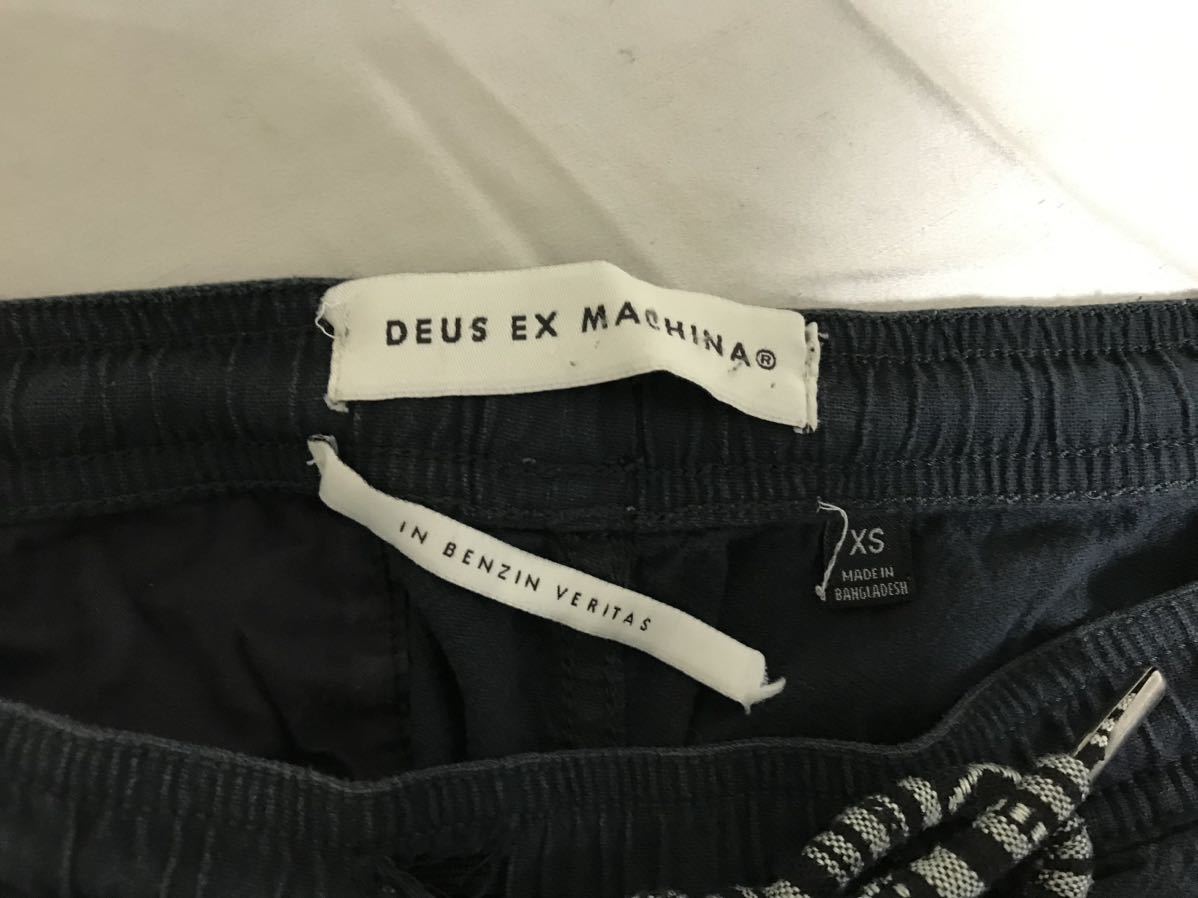 DEUS EX MACHINA®
IN BENZIN VERITAS
XS
MADE IN
BANGLADESH